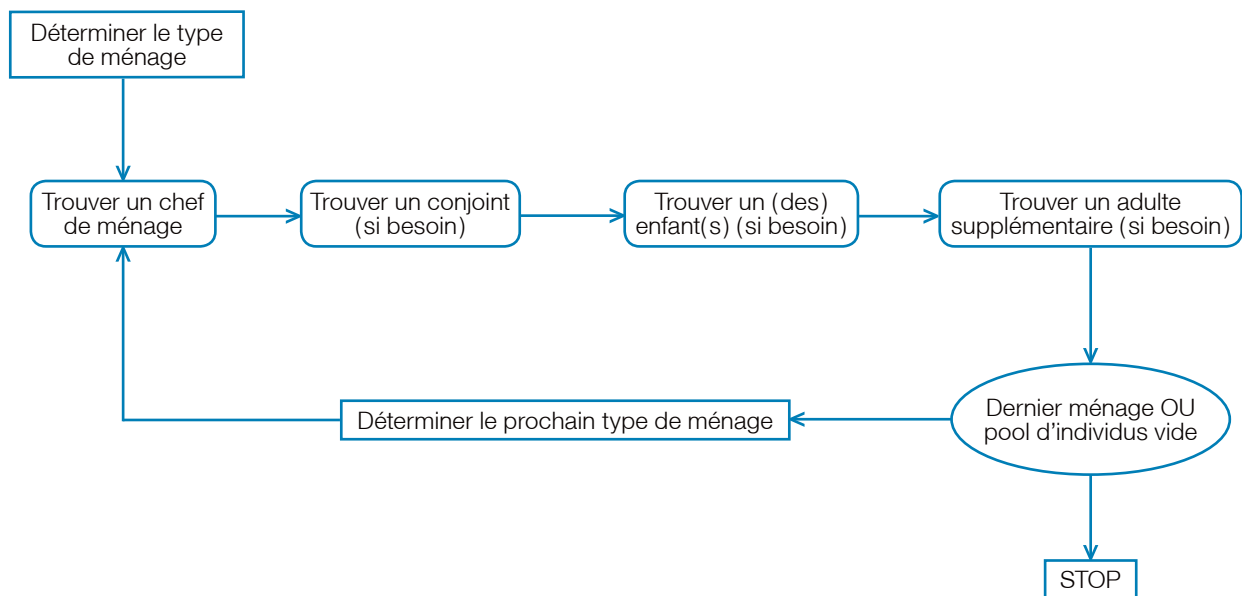 Déterminer le type
de ménage
Trouver un chef
de ménage
Trouver un conjoint
(si besoin)
Trouver un (des)
enfant(s) (si besoin)
Trouver un adulte
supplémentaire (si besoin)
Dernier ménage OU
pool d'individus vide
Déterminer le prochain type de ménage
STOP